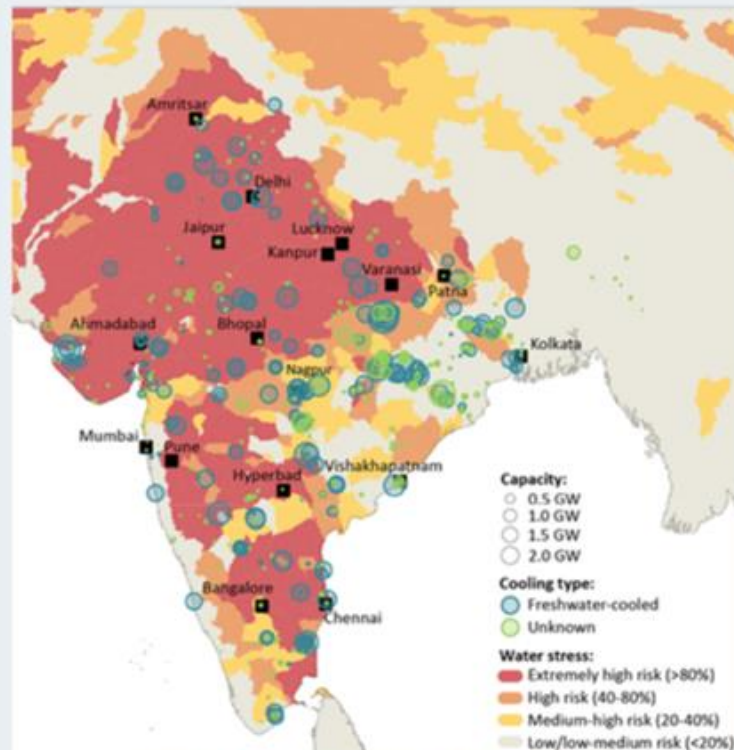 Amritsar
Delhi
Jaipur
Lucknow
Kanpur
Varanasi
Patna
Ahmadabad
Bhopal
Kolkata
Nagpur
Mumbai
Pune
Hyperbad
Vishakhapatnam
Bangalore
Chennai
Capacity:
0.5 GW
1.0 GW
1.5 GW
2.0 GW
Cooling type:
Freshwater-cooled
Unknown
Water stress:
Extremely high risk (>80%)
High risk (40-80%)
Medium-high risk (20-40%)
Low/low-medium risk (<20%)